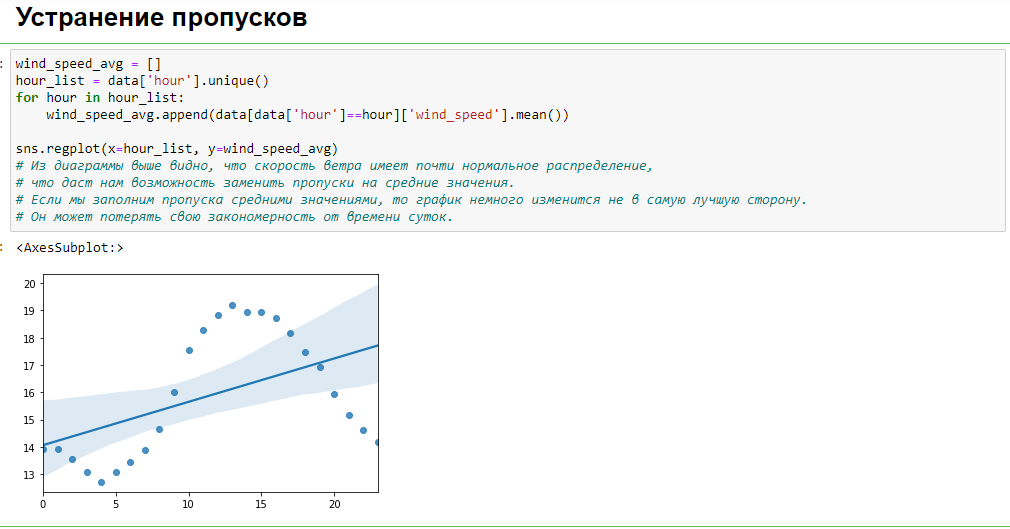 Устранение пропусков
wind_speed_avg = []
hour_list = data['hour'].unique()
for hour in hour_list:
    wind_speed_avg.append(data[data['hour']==hour]['wind_speed'].mean())
sns.regplot(x=hour_list, y=wind_speed_avg)
# Из диаграммы выше видно, что скорость ветра имеет почти нормальное распределение,
# что даст нам возможность заменить пропуски на средние значения.
# Если мы заполним пропуска средними значениями, то график немного изменится не в самую лучшую сторону.
# Он может потерять свою закономерность от времени суток.
<AxesSubplot:>
20
19
18
17
16
15
14
13
0 5 10 15 20